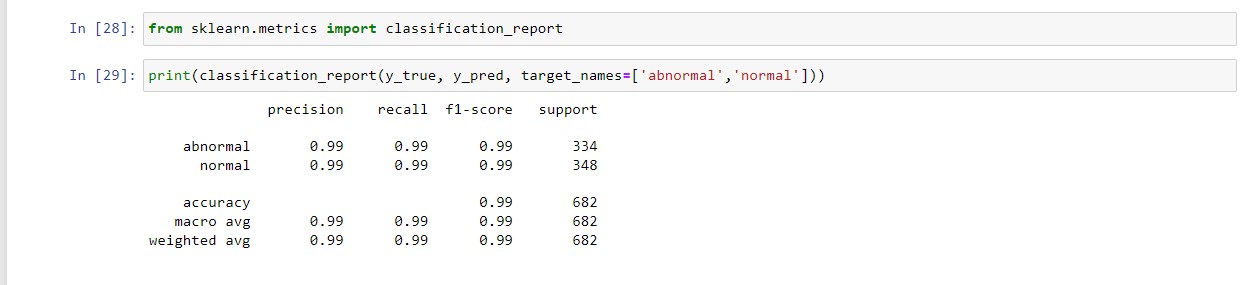 In [28]: from sklearn.metrics import classification_report
In [29]: print(classification_report(y_true, y_pred, target_names=['abnormal','normal']))
precision recall f1-score support
abnormal 0.99 0.99 0.99 334
normal 0.99 0.99 0.99 348
accuracy 0.99 682
macro avg 0.99 0.99 0.99 682
weighted avg 0.99 0.99 0.99 682